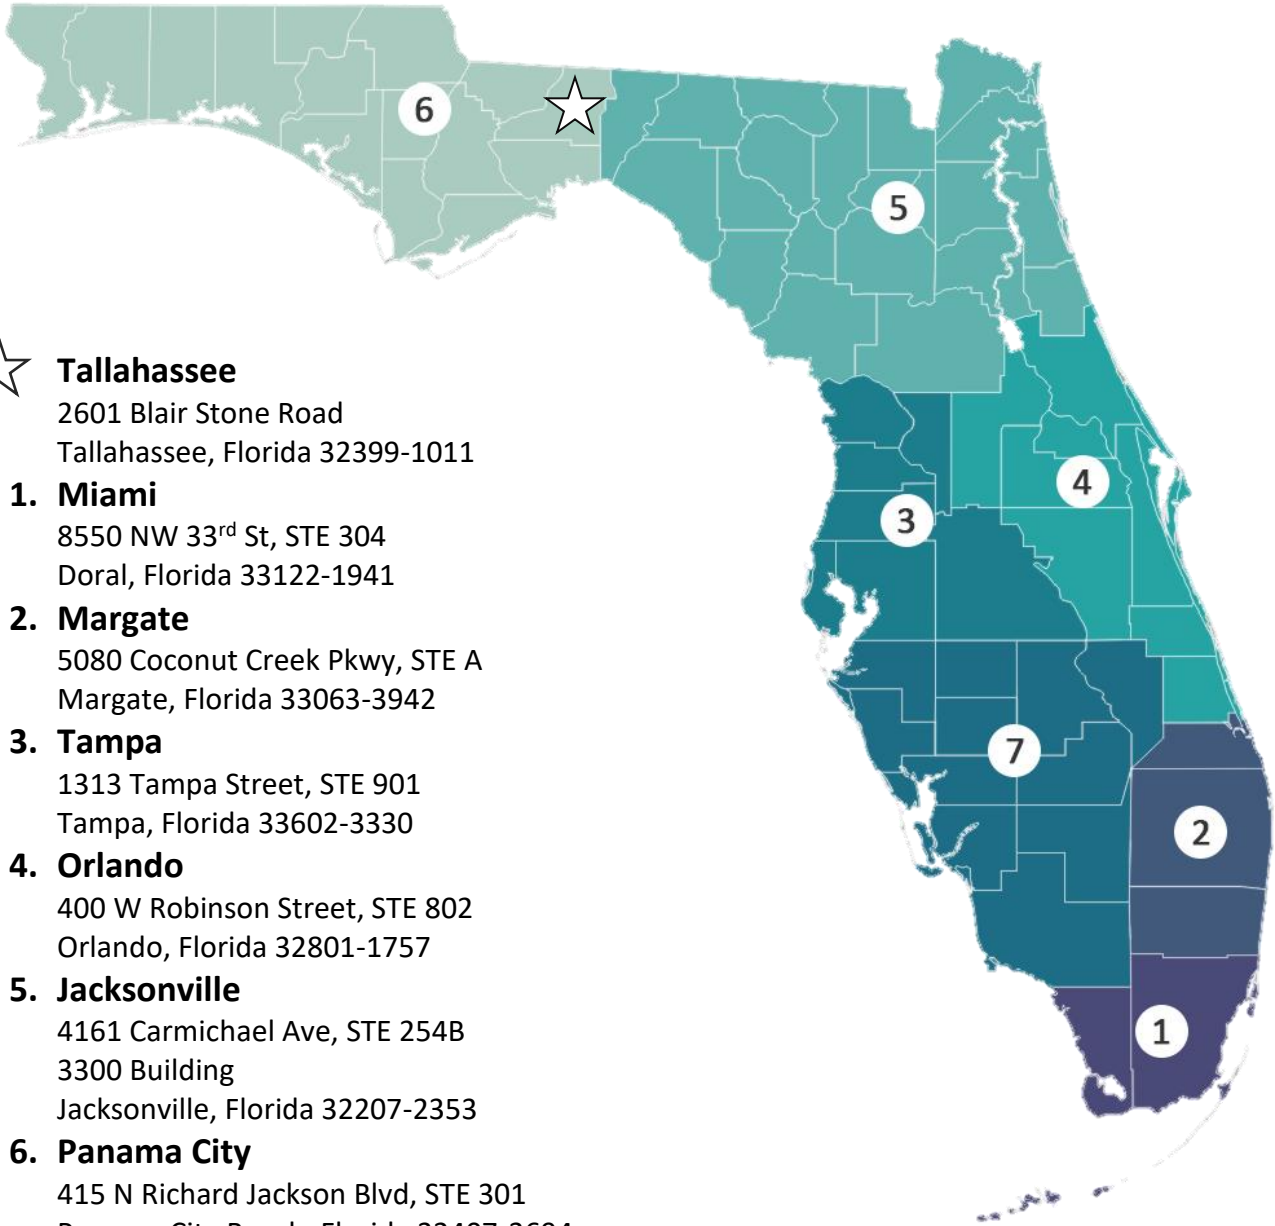 Tallahassee
2601 Blair Stone Road
Tallahassee, Florida 32399-1011
1. Miami
8550 NW 33rd St, STE 304
Doral, Florida 33122-1941
2. Margate
5080 Coconut Creek Pkwy, STE A
Margate, Florida 33063-3942
3. Tampa
1313 Tampa Street, STE 901
Tampa, Florida 33602-3330
4. Orlando
400 W Robinson Street, STE 802
Orlando, Florida 32801-1757
5. Jacksonville
4161 Carmichael Ave, STE 254B
3300 Building
Jacksonville, Florida 32207-2353
6. Panama City
415 N Richard Jackson Blvd, STE 301
6
5
4
3
7
2
1